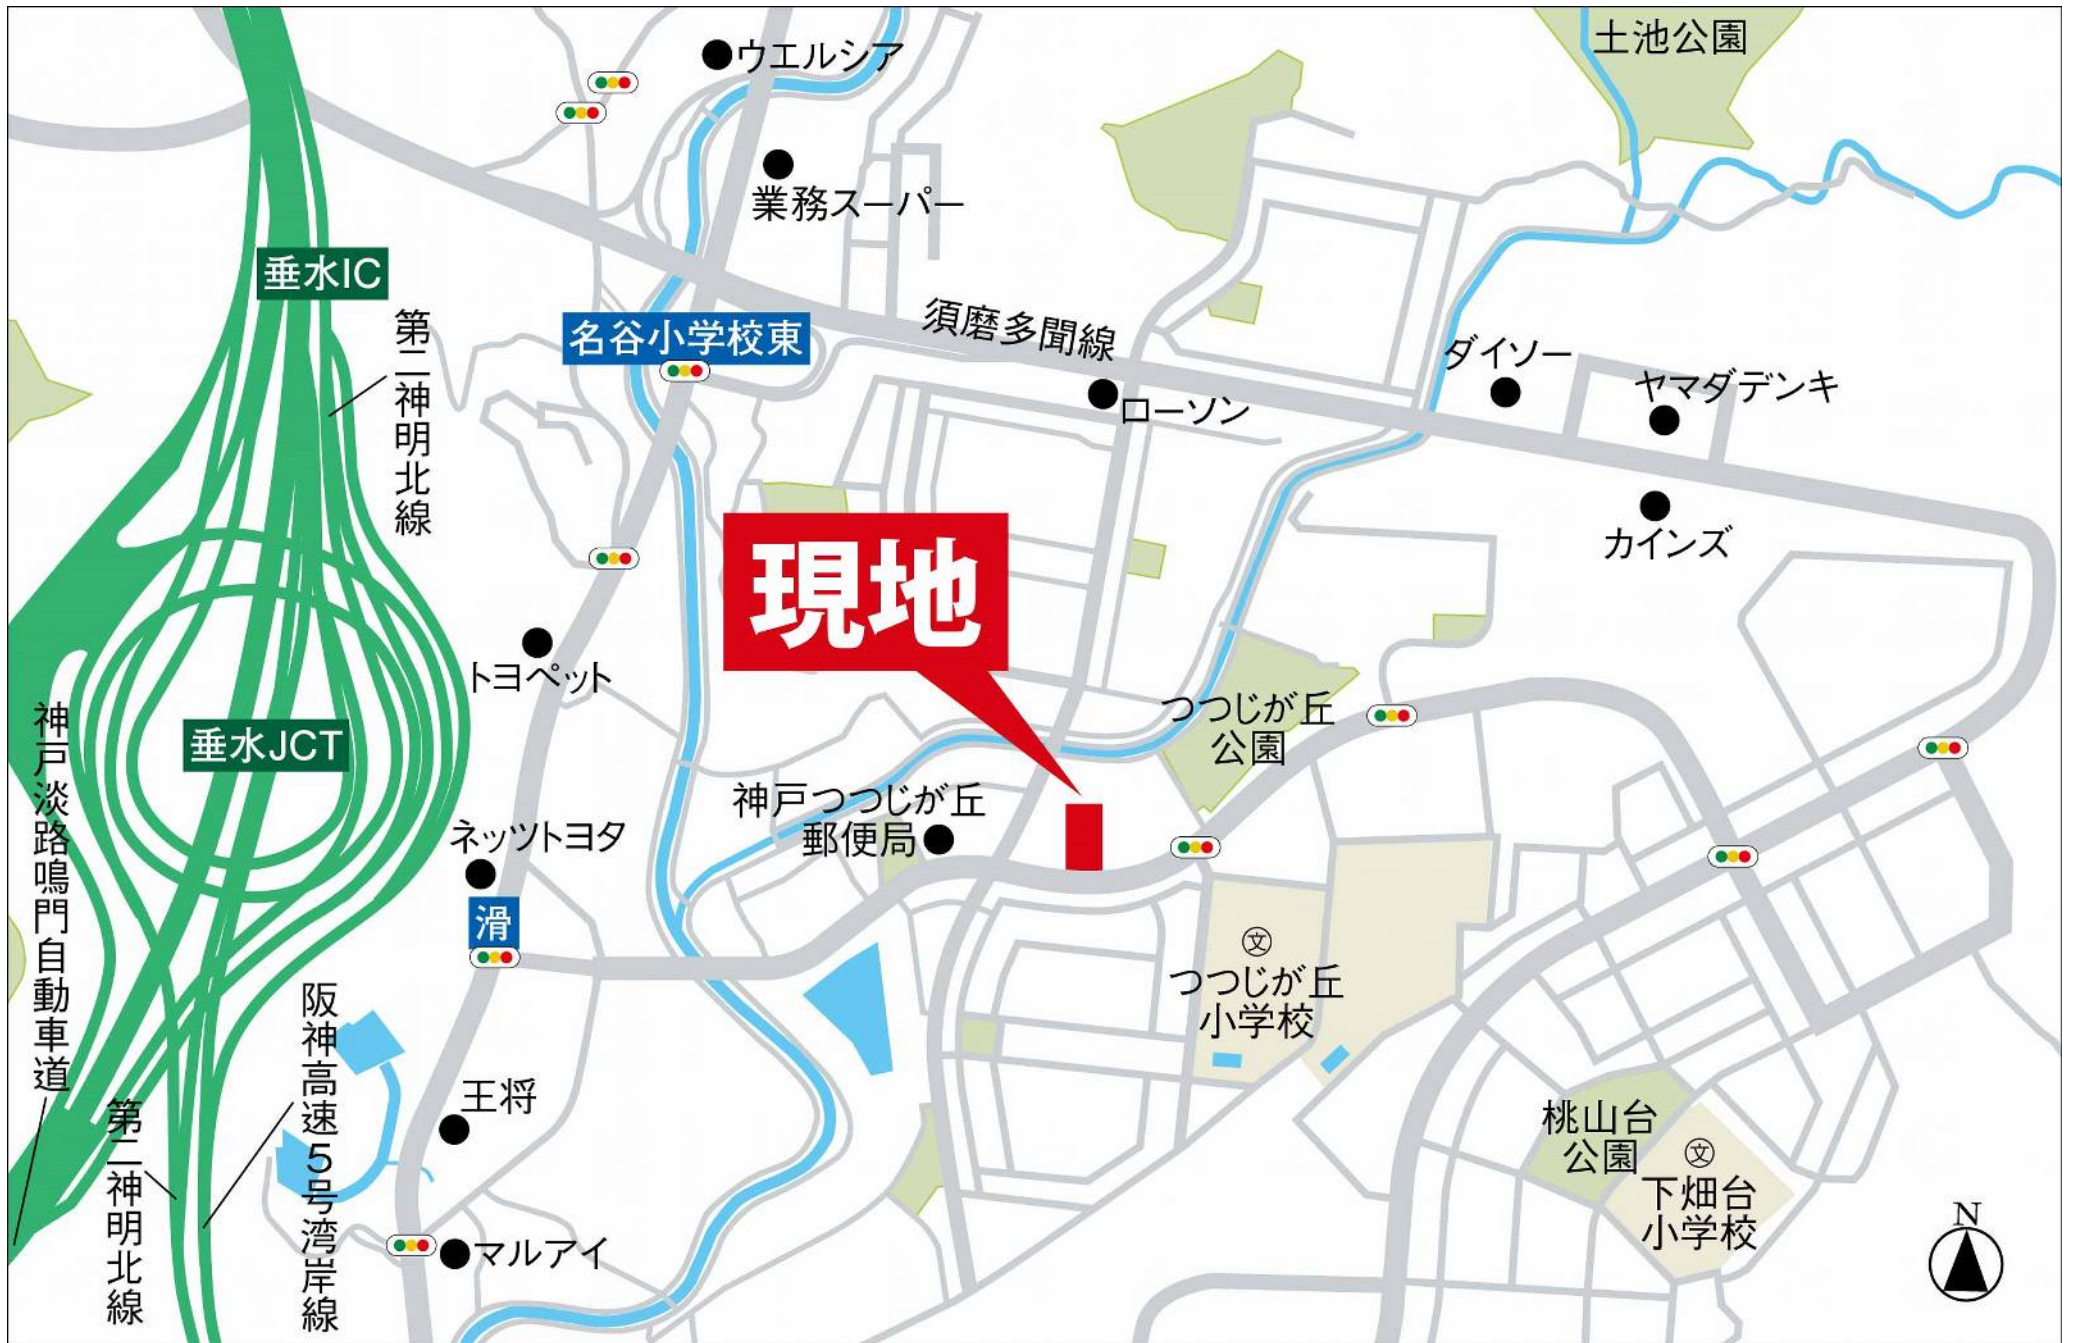 ウエルシア
土池公園
業務スーパー
垂水IC
第二神明北線
名谷小学校東
須磨多聞線
ダイソー
ヤマダデンキ
ローソン
カインズ
現地
トヨペット
つつじが丘
公園
神戸淡路鳴門自動車道
垂水JCT
神戸つつじが丘
郵便局
ネッツトヨタ
滑
文
つつじが丘
小学校
阪神高速5号湾岸線
王将
第二神明北線
桃山台
公園
文
下畑台
小学校
マルアイ
N